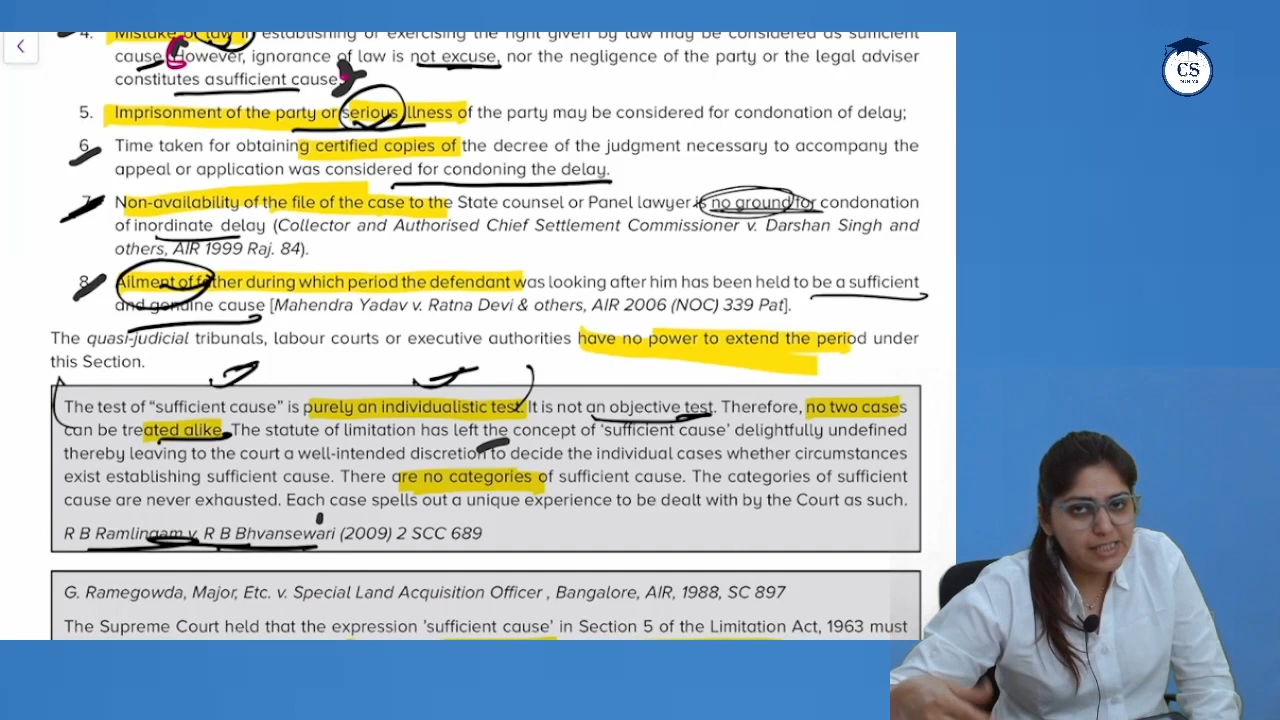 4. Mistake of law in establishing or exercising the right given by law may be considered as sufficient
cause. However, ignorance of law is not excuse, nor the negligence of the party or the legal adviser
constitutes asufficient cause;
5. Imprisonment of the party or serious illness of the party may be considered for condonation of delay;
6. Time taken for obtaining certified copies of the decree of the judgment necessary to accompany the
appeal or application was considered for condoning the delay.
7. Non-availability of the file of the case to the State counsel or Panel lawyer is no ground for condonation
of inordinate delay (Collector and Authorised Chief Settlement Commissioner v. Darshan Singh and
others, AIR 1999 Raj. 84).
8. Ailment of father during which period the defendant was looking after him has been held to be a sufficient
and genuine cause [Mahendra Yadav v. Ratna Devi & others, AIR 2006 (NOC) 339 Pat].
The quasi-judicial tribunals, labour courts or executive authorities have no power to extend the period under
this Section.
The test of “sufficient cause” is purely an individualistic test. It is not an objective test. Therefore, no two cases
can be treated alike. The statute of limitation has left the concept of ‘sufficient cause’ delightfully undefined
thereby leaving to the court a well-intended discretion to decide the individual cases whether circumstances
exist establishing sufficient cause. There are no categories of sufficient cause. The categories of sufficient
cause are never exhausted. Each case spells out a unique experience to be dealt with by the Court as such.
R B Ramlingam v. R B Bhvansewari (2009) 2 SCC 689
G. Ramegowda, Major, Etc. v. Special Land Acquisition Officer , Bangalore, AIR, 1988, SC 897
The Supreme Court held that the expression 'sufficient cause' in Section 5 of the Limitation Act, 1963 must
CS